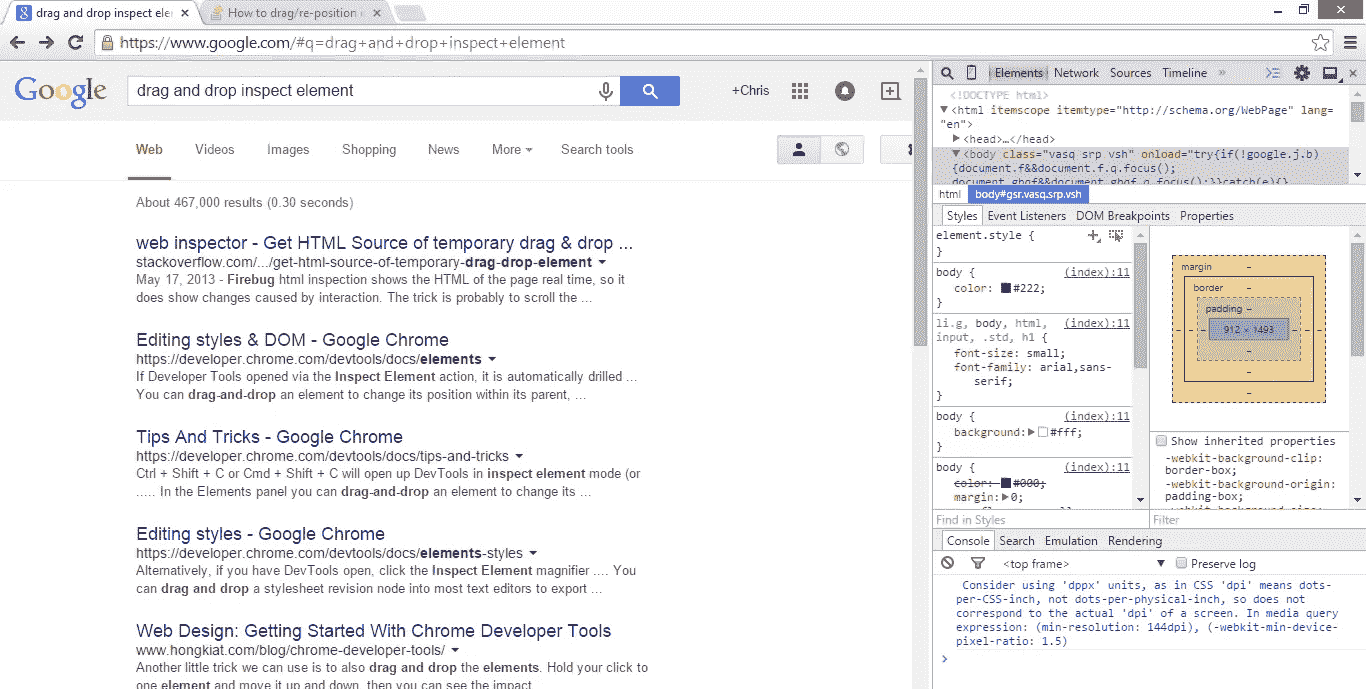 drag and drop inspect ele
How to drag/re-position
https://www.google.com/#q=drag+and+drop+inspect+element
Google
drag and drop inspect element
+Chris
Web Videos Images Shopping News More Search tools
About 467,000 results (0.30 seconds)
web inspector - Get HTML Source of temporary drag & drop ...
stackoverflow.com/.../get-html-source-of-temporary-drag-drop-element
May 17, 2013 - Firebug html inspection shows the HTML of the page real time, so it
does show changes caused by interaction. The trick is probably to scroll the ...
Editing styles & DOM - Google Chrome
https://developer.chrome.com/devtools/docs/elements
If Developer Tools opened via the Inspect Element action, it is automatically drilled ...
You can drag-and-drop an element to change its position within its parent, ...
Tips And Tricks - Google Chrome
https://developer.chrome.com/devtools/docs/tips-and-tricks
Ctrl + Shift + C or Cmd + Shift + C will open up DevTools in inspect element mode (or
..... In the Elements panel you can drag-and-drop an element to change its ...
Editing styles - Google Chrome
https://developer.chrome.com/devtools/docs/elements-styles
Alternatively, if you have DevTools open, click the Inspect Element magnifier .... You
can drag and drop a stylesheet revision node into most text editors to export ...
Web Design: Getting Started With Chrome Developer Tools
www.hongkiat.com/blog/chrome-developer-tools/
Another little trick we can use is to also drag and drop the elements. Hold your click to
one element and move it up and down, then you can see the impact
Elements Network Sources Timeline »
<!DOCTYPE html>
<html itemscope itemtype="http://schema.org/WebPage" lang=
"en">
<head>…</head>
<body class="vasq srp vsh" onload="try{if(!google.j.b)
{document.f&&document.f.q.focus();
document.gbqf&&document.gbqf.q.focus();}}catch(e){}
html body#gsr.vasq.srp.vsh
Styles Event Listeners DOM Breakpoints Properties
element.style {
}
body { (index):11
color: #222;
}
li.g, body, html, (index):11
input, .std, h1 {
font-size: small;
font-family: arial,sans-
serif;
}
body { (index):11
background: #fff;
}
body { (index):11
color: #000;
margin: 0;
Find in Styles
margin -
border -
padding -
912 × 1493
Show inherited properties
-webkit-background-clip:
border-box;
-webkit-background-origin:
padding-box;
Filter
Console Search Emulation Rendering
<top frame> Preserve log
Consider using 'dppx' units, as in CSS 'dpi' means dots-
per-CSS-inch, not dots-per-physical-inch, so does not
correspond to the actual 'dpi' of a screen. In media query
expression: (min-resolution: 144dpi), (-webkit-min-device-
pixel-ratio: 1.5)
>